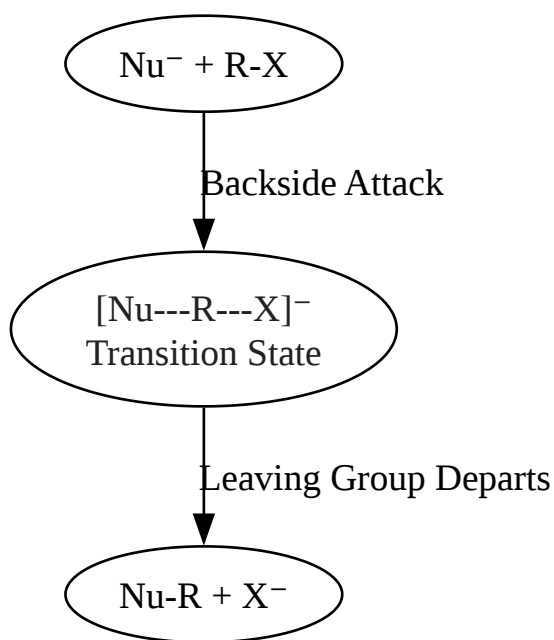 Nu⁻ + R-X
Backside Attack
[Nu---R---X]⁻
Transition State
Leaving Group Departs
Nu-R + X⁻